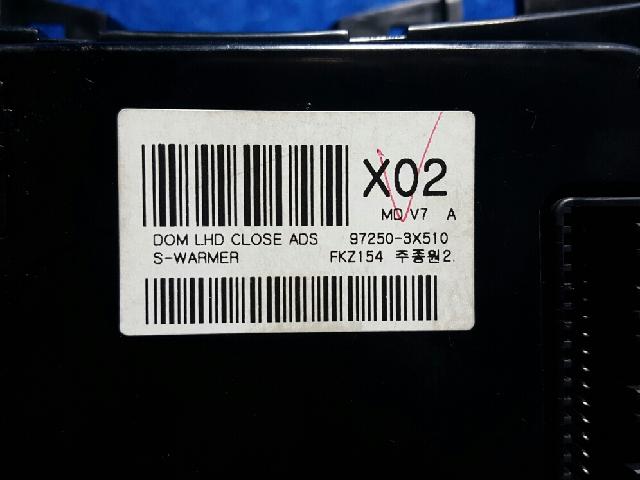 X02
MD V7 A
DOM LHD CLOSE ADS 97250-3X510
S-WARMER FKZ154 주종원2.